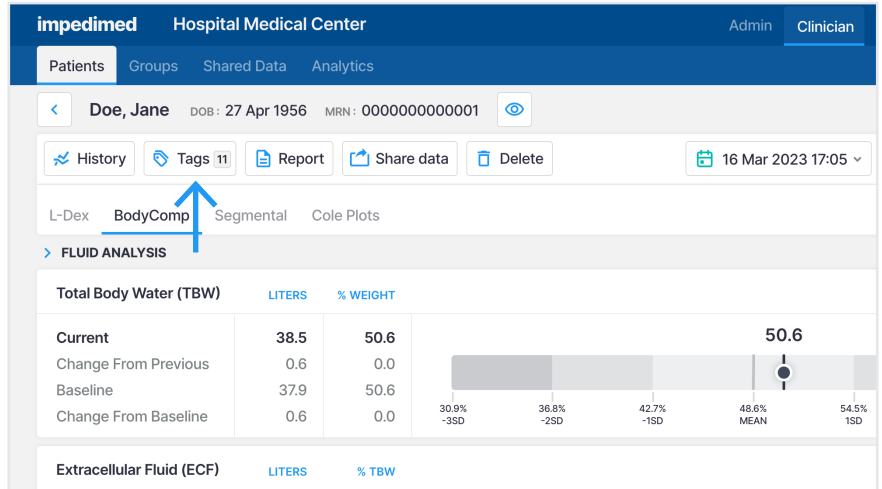 impedimed Hospital Medical Center Admin Clinician
Patients Groups Shared Data Analytics
Doe, Jane DOB : 27 Apr 1956 MRN : 0000000000001
History Tags 11 Report Share data Delete 16 Mar 2023 17:05
L-Dex BodyComp Segmental Cole Plots
FLUID ANALYSIS
Total Body Water (TBW) LITERS % WEIGHT
Current 38.5 50.6 50.6
Change From Previous 0.6 0.0
Baseline 37.9 50.6
Change From Baseline 0.6 0.0
30.9% 36.8% 42.7% 48.6% 54.5%
-3SD -2SD -1SD MEAN 1SD
Extracellular Fluid (ECF) LITERS % TBW